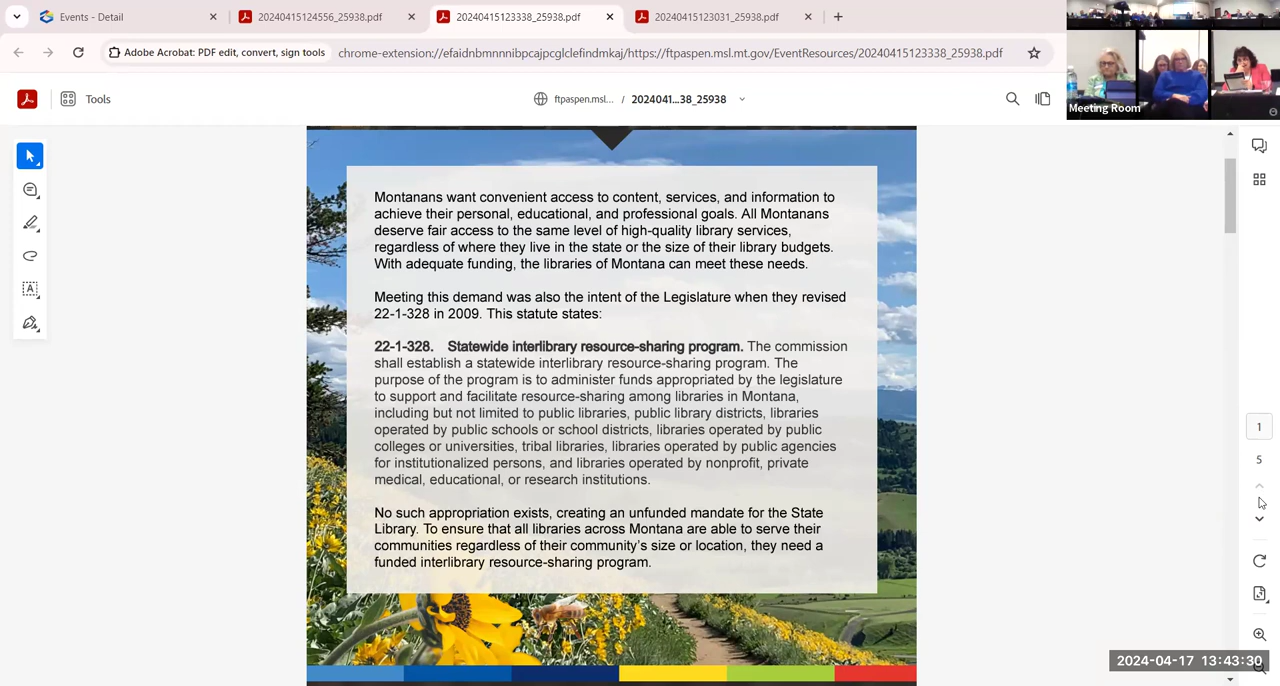 Events - Detail
20240415124556_25938.pdf
20240415123338_25938.pdf
20240415123031_25938.pdf
Adobe Acrobat: PDF edit, convert, sign tools
chrome-extension://efaidnbmnnnibpcajpcglclefindmkaj/https://ftpaspen.msl.mt.gov/EventResources/20240415123338_25938.pdf
Meeting Room
Tools
ftpaspen.msl... / 2024041...38_25938
Montanans want convenient access to content, services, and information to
achieve their personal, educational, and professional goals. All Montanans
deserve fair access to the same level of high-quality library services,
regardless of where they live in the state or the size of their library budgets.
With adequate funding, the libraries of Montana can meet these needs.
Meeting this demand was also the intent of the Legislature when they revised
22-1-328 in 2009. This statute states:
22-1-328. Statewide interlibrary resource-sharing program. The commission
shall establish a statewide interlibrary resource-sharing program. The
purpose of the program is to administer funds appropriated by the legislature
to support and facilitate resource-sharing among libraries in Montana,
including but not limited to public libraries, public library districts, libraries
operated by public schools or school districts, libraries operated by public
colleges or universities, tribal libraries, libraries operated by public agencies
for institutionalized persons, and libraries operated by nonprofit, private
medical, educational, or research institutions.
No such appropriation exists, creating an unfunded mandate for the State
Library. To ensure that all libraries across Montana are able to serve their
communities regardless of their community's size or location, they need a
funded interlibrary resource-sharing program.
1
5
2024-04-17 13:43:30